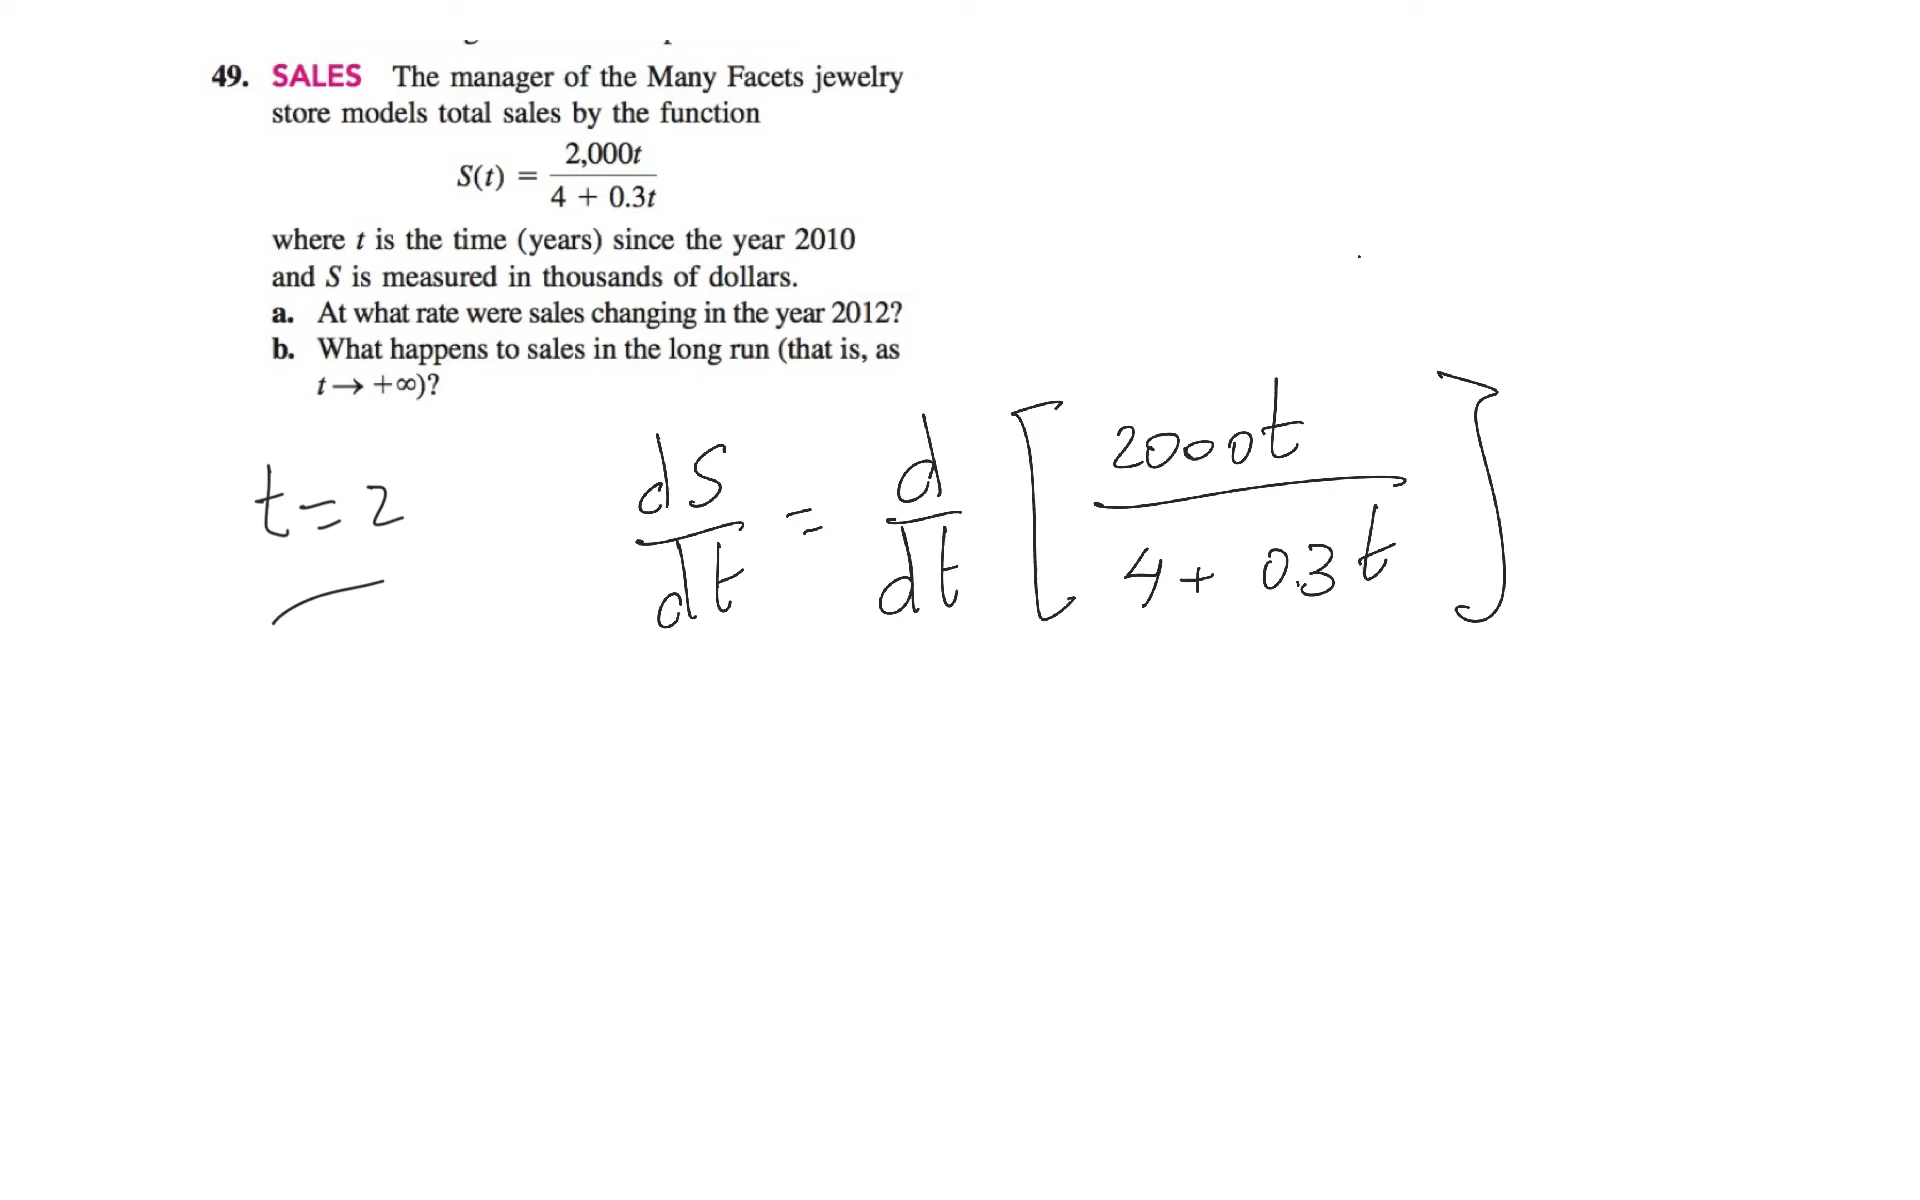 49. SALES The manager of the Many Facets jewelry
store models total sales by the function
S(t) = 2,000t / 4 + 0.3t
where t is the time (years) since the year 2010
and S is measured in thousands of dollars.
a. At what rate were sales changing in the year 2012?
b. What happens to sales in the long run (that is, as
t → +∞)?
t = 2
dS/dt = d/dt [ 2000t / 4 + 0.3t ]